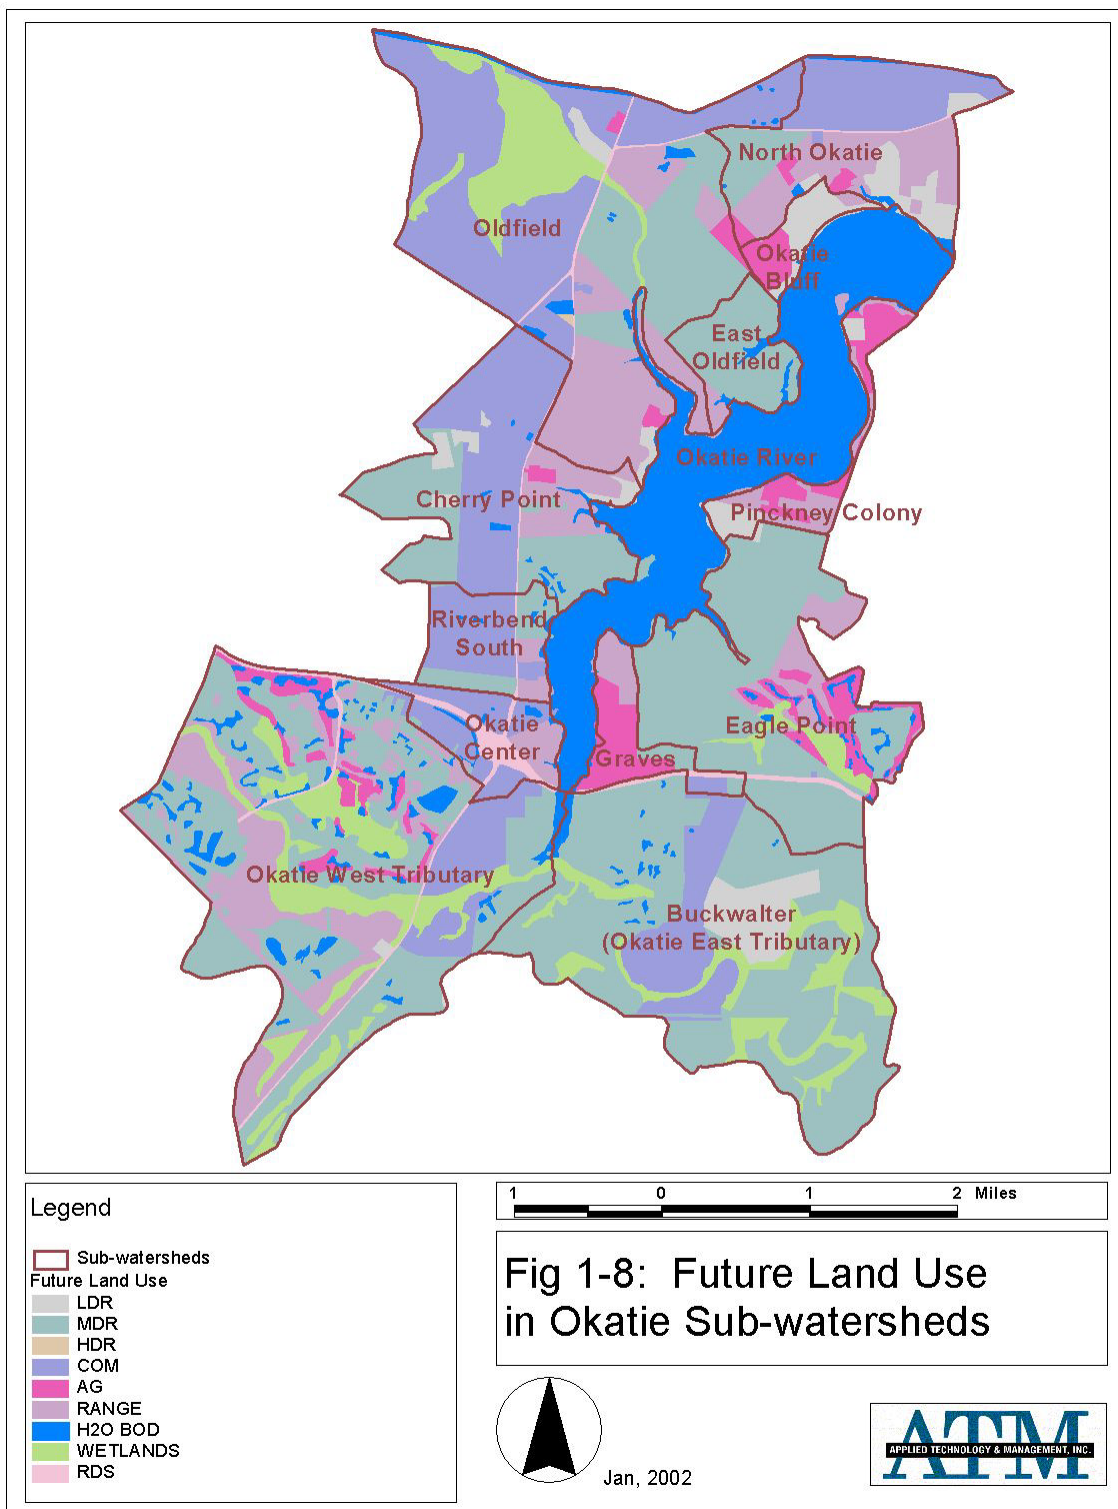 North Okatie
Oldfield
Okatie
Bluff
East
Oldfield
Okatie River
Cherry Point
Pinckney Colony
Riverbend
South
Okatie
Center
Eagle Point
Graves
Okatie West Tributary
Buckwalter
(Okatie East Tributary)
Legend
Sub-watersheds
Future Land Use
LDR
MDR
HDR
COM
AG
RANGE
H2O BOD
WETLANDS
RDS
1 0 1 2 Miles
Fig 1-8: Future Land Use
in Okatie Sub-watersheds
Jan, 2002
ATM
APPLIED TECHNOLOGY & MANAGEMENT, INC.